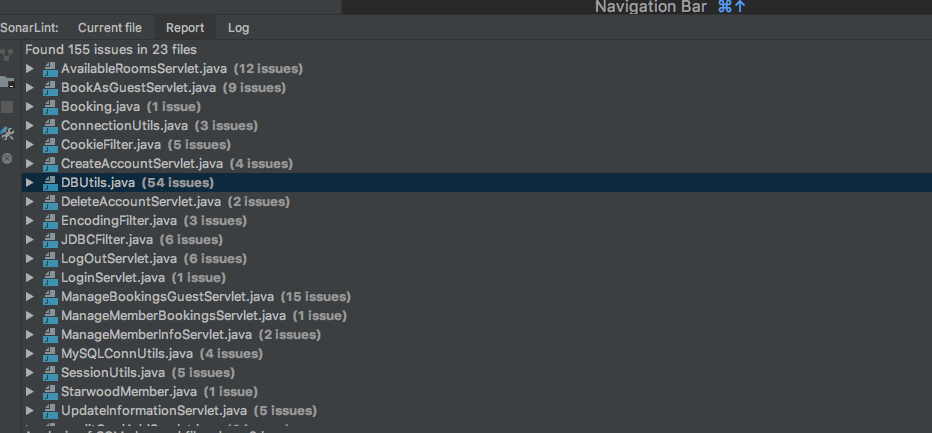 Navigation Bar ⌘↑
SonarLint: Current file Report Log
Found 155 issues in 23 files
AvailableRoomsServlet.java (12 issues)
BookAsGuestServlet.java (9 issues)
Booking.java (1 issue)
ConnectionUtils.java (3 issues)
CookieFilter.java (5 issues)
CreateAccountServlet.java (4 issues)
DBUtils.java (54 issues)
DeleteAccountServlet.java (2 issues)
EncodingFilter.java (3 issues)
JDBCFilter.java (6 issues)
LogOutServlet.java (6 issues)
LoginServlet.java (1 issue)
ManageBookingsGuestServlet.java (15 issues)
ManageMemberBookingsServlet.java (1 issue)
ManageMemberInfoServlet.java (2 issues)
MySQLConnUtils.java (4 issues)
SessionUtils.java (5 issues)
StarwoodMember.java (1 issue)
UpdateInformationServlet.java (5 issues)